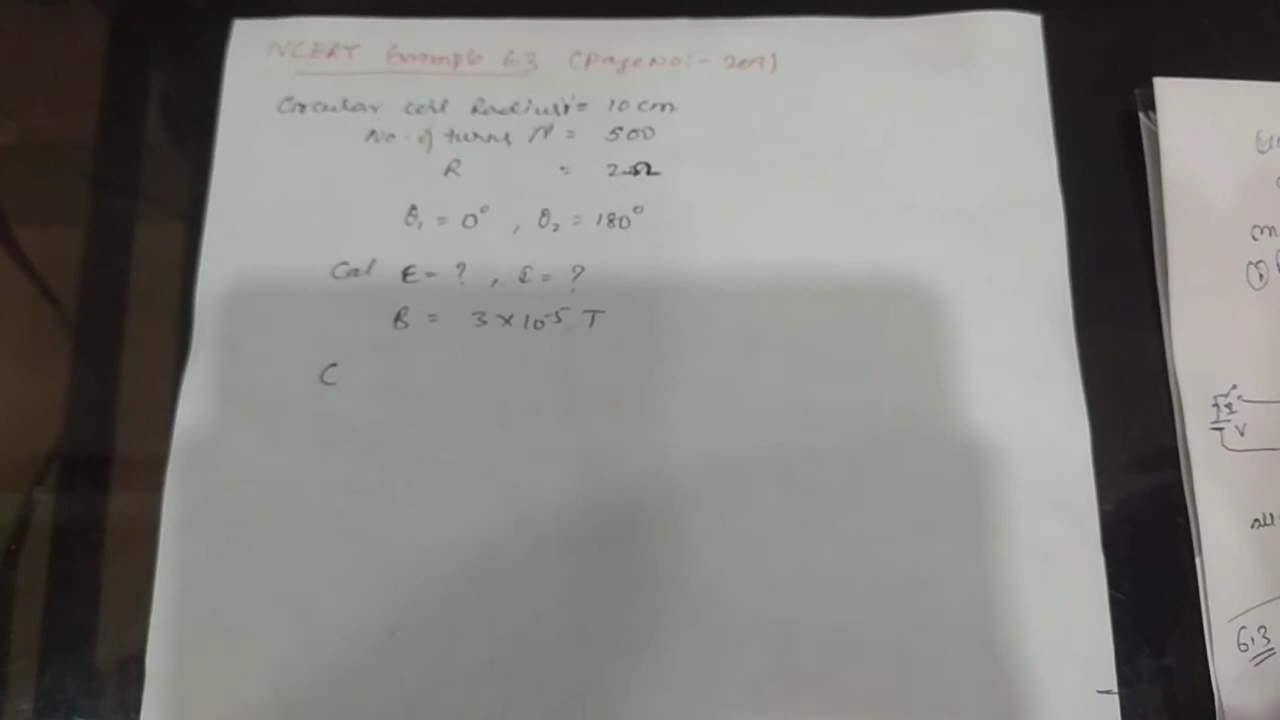 NCERT Example 6.3 (Page No:- 209)
Circular coil Radius r = 10 cm
No. of turns N = 500
R = 2Ω
θ₁ = 0° , θ₂ = 180°
Cal ε = ? , I = ?
B = 3 × 10⁻⁵ T
C
V
6.3